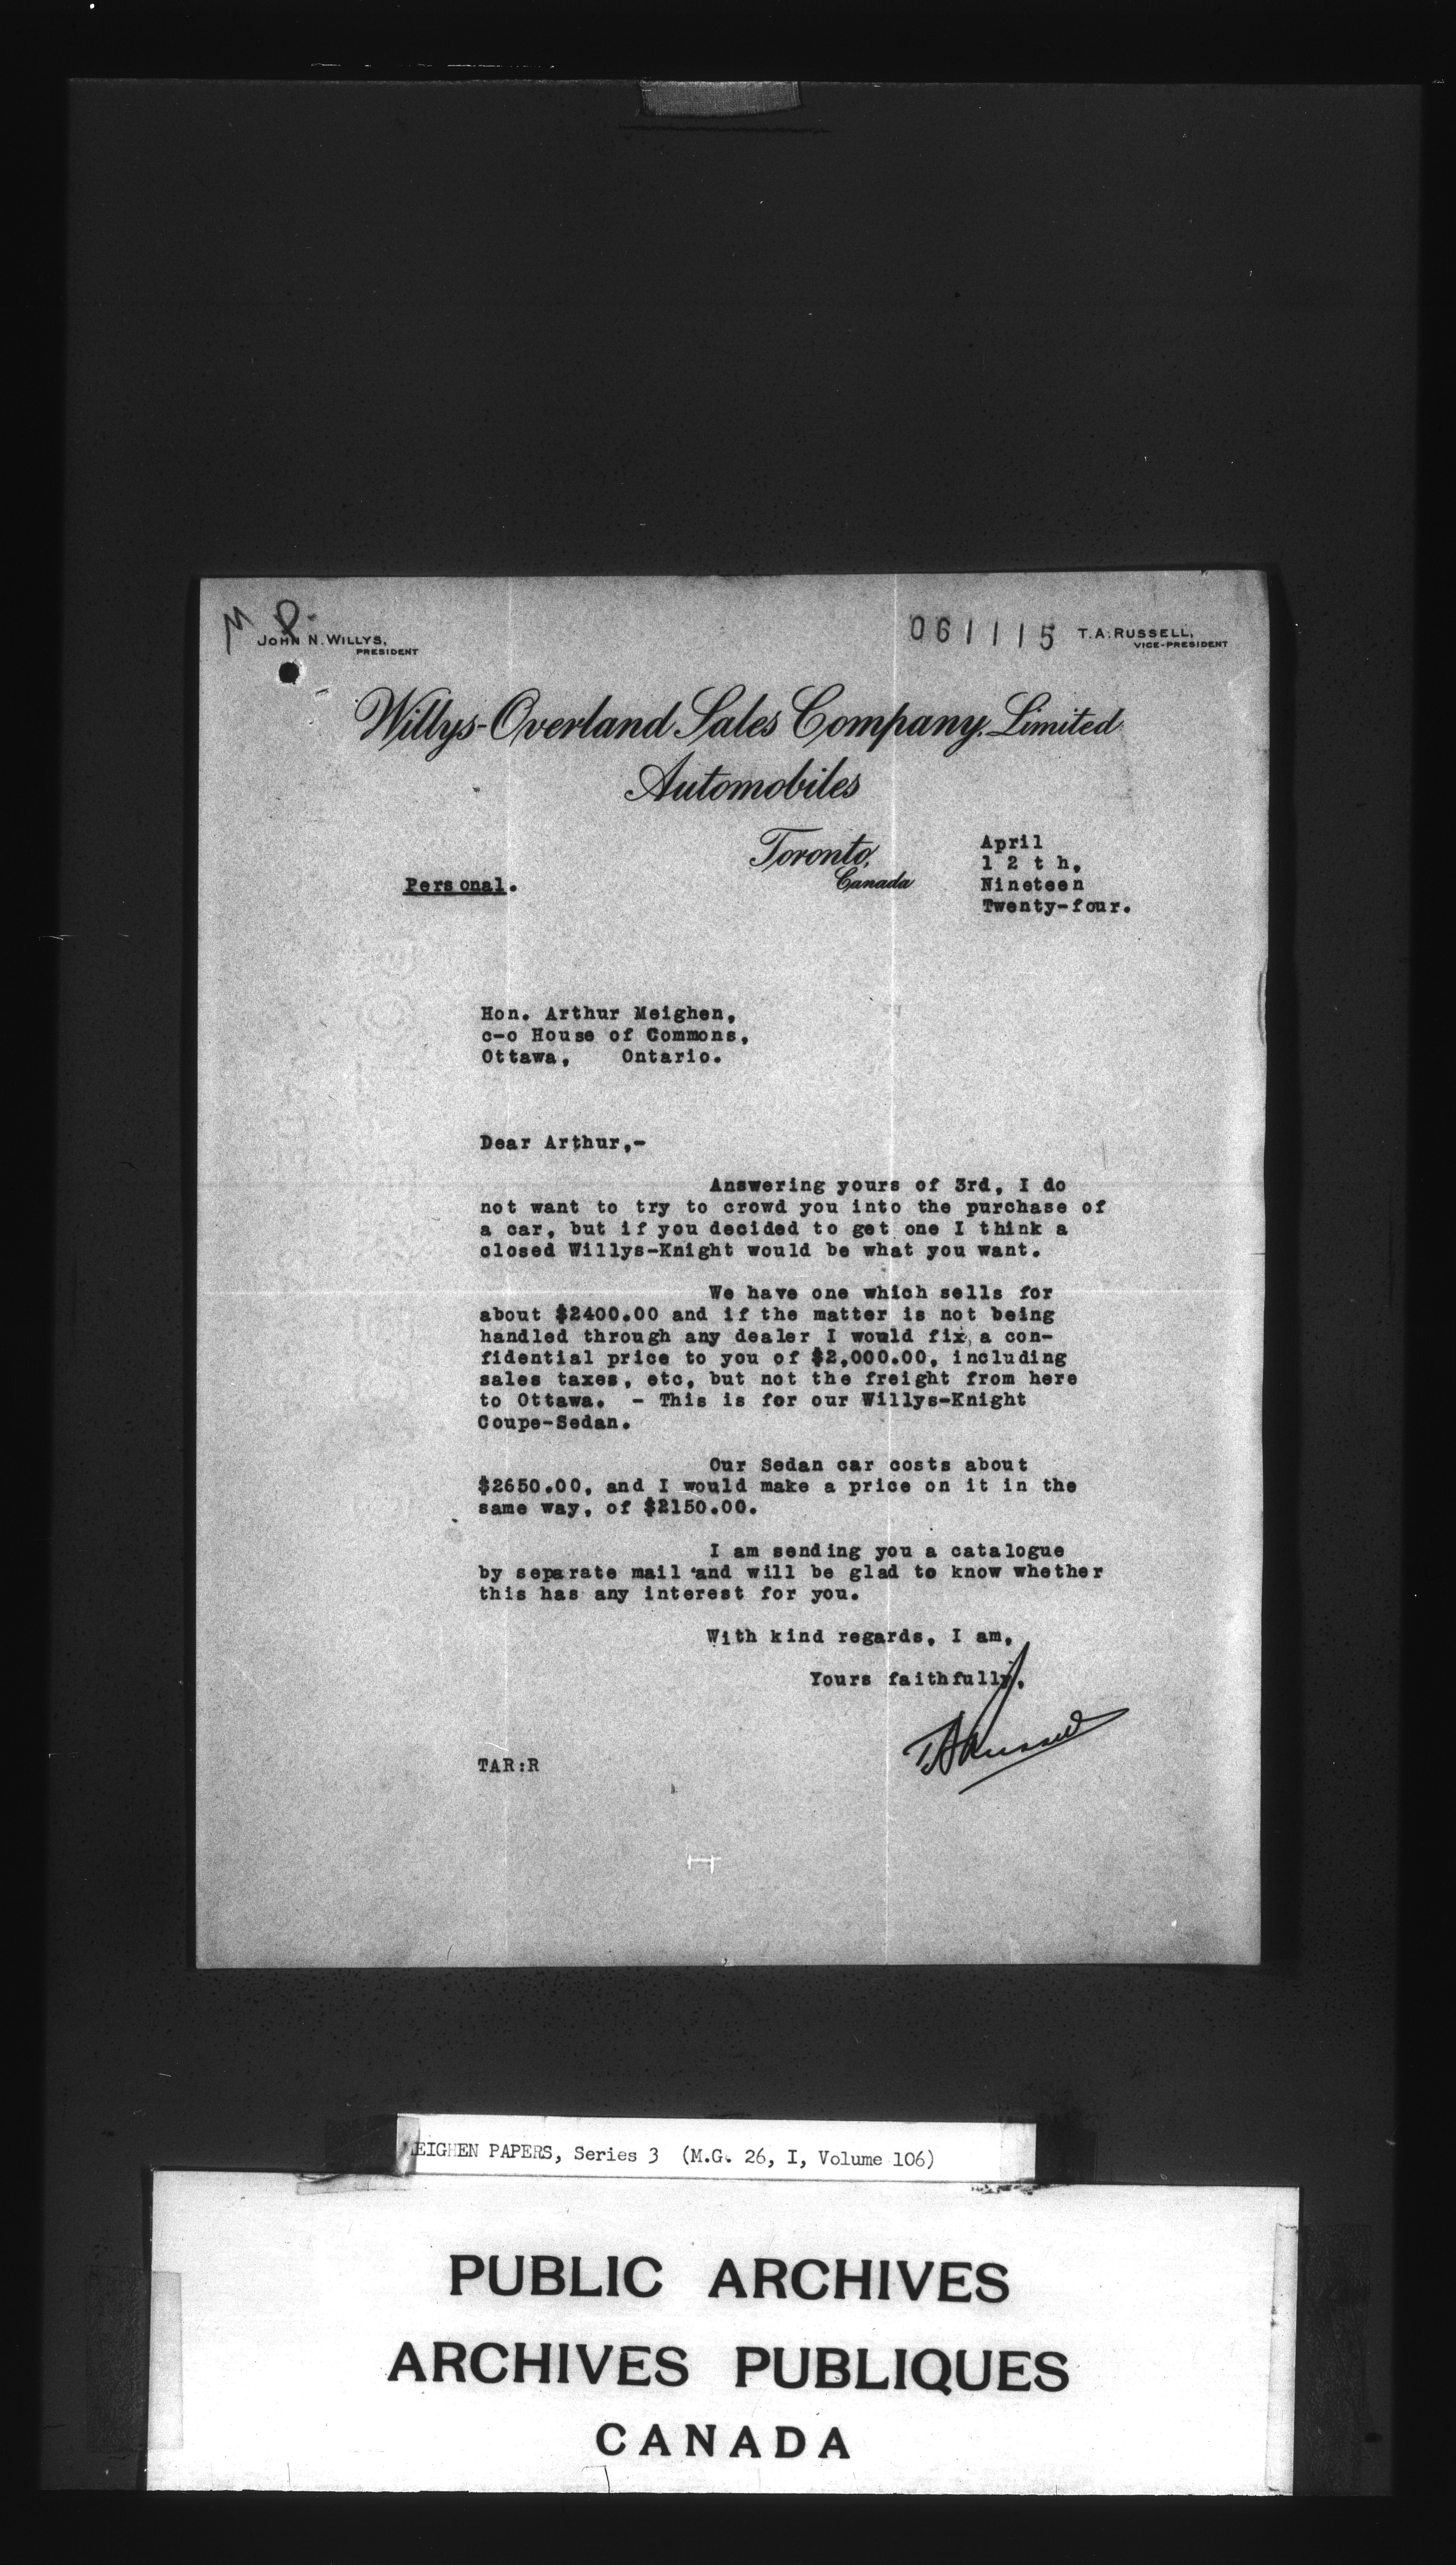 M P.
JOHN N. WILLYS,
PRESIDENT
061115
T. A. RUSSELL,
VICE-PRESIDENT
Willys-Overland Sales Company, Limited
Automobiles
Toronto,
Canada
April
1 2 t h,
Nineteen
Twenty-four.
Personal.
Hon. Arthur Meighen,
c-o House of Commons,
Ottawa, Ontario.
Dear Arthur,-
Answering yours of 3rd, I do
not want to try to crowd you into the purchase of
a car, but if you decided to get one I think a
closed Willys-Knight would be what you want.
We have one which sells for
about $2400.00 and if the matter is not being
handled through any dealer I would fix a con-
fidential price to you of $2,000.00, including
sales taxes, etc, but not the freight from here
to Ottawa. - This is for our Willys-Knight
Coupe-Sedan.
Our Sedan car costs about
$2650.00, and I would make a price on it in the
same way, of $2150.00.
I am sending you a catalogue
by separate mail and will be glad to know whether
this has any interest for you.
With kind regards, I am,
Yours faithfully,
TARussell
TAR:R
MEIGHEN PAPERS, Series 3 (M.G. 26, I, Volume 106)
PUBLIC ARCHIVES
ARCHIVES PUBLIQUES
CANADA